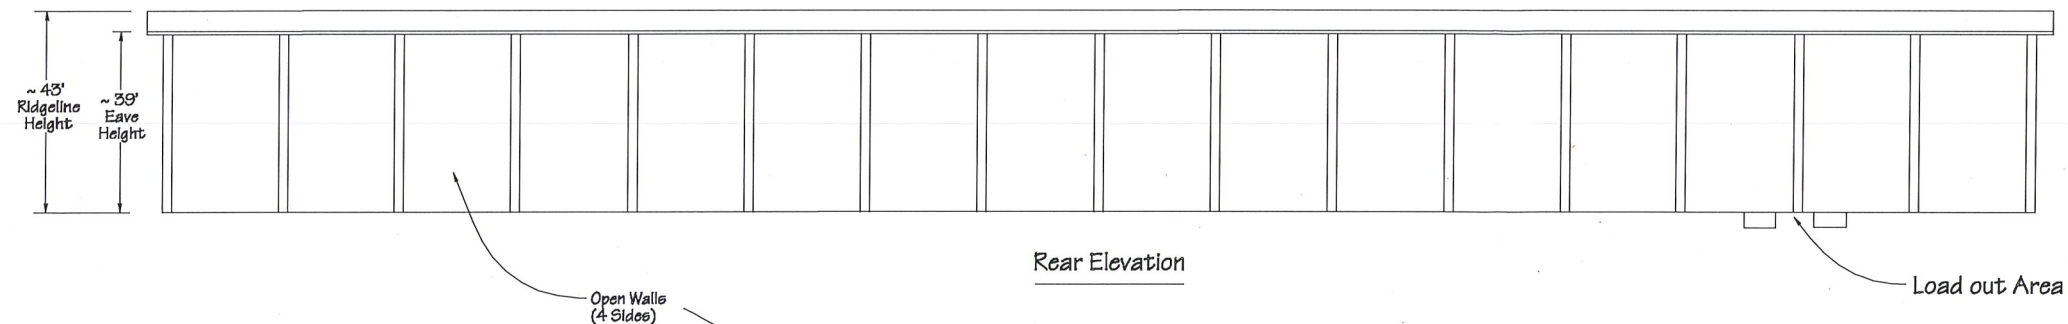 ~ 43'
Ridgeline
Height
~ 39'
Eave
Height
Rear Elevation
Open Walls
(4 Sides)
Load out Area